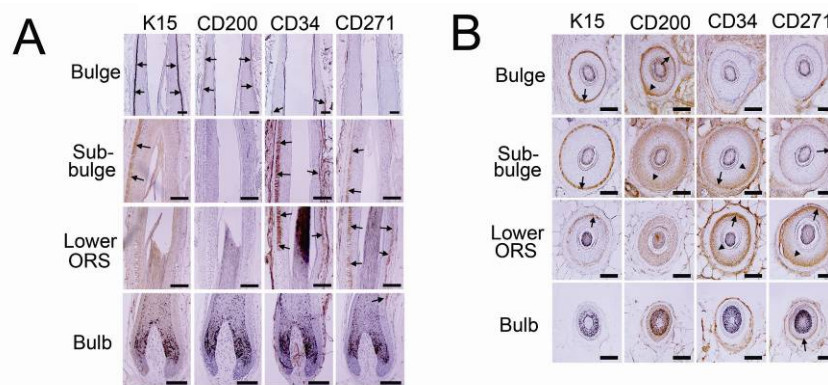 A
K15 CD200 CD34 CD271
Bulge
Sub-
bulge
Lower
ORS
Bulb
B
K15 CD200 CD34 CD271
Bulge
Sub-
bulge
Lower
ORS
Bulb